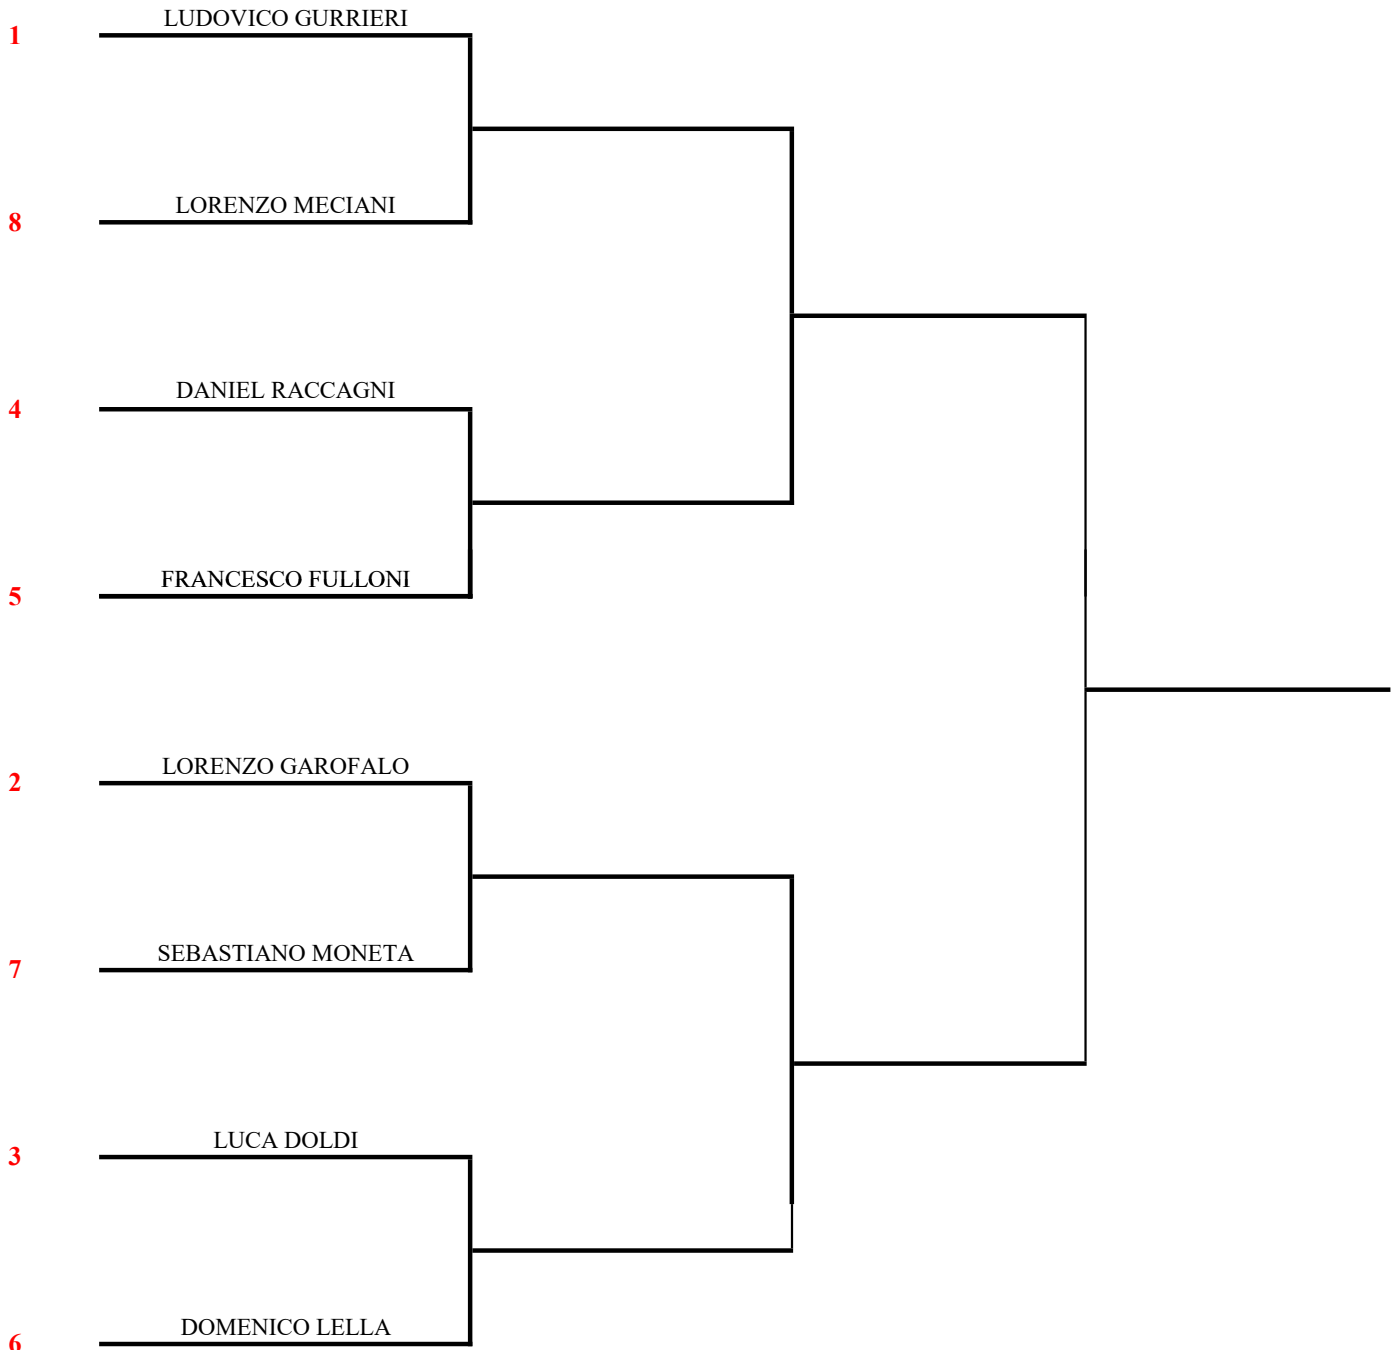 1 LUDOVICO GURRIERI
8 LORENZO MECIANI
4 DANIEL RACCAGNI
5 FRANCESCO FULLONI
2 LORENZO GAROFALO
7 SEBASTIANO MONETA
3 LUCA DOLDI
6 DOMENICO LELLA